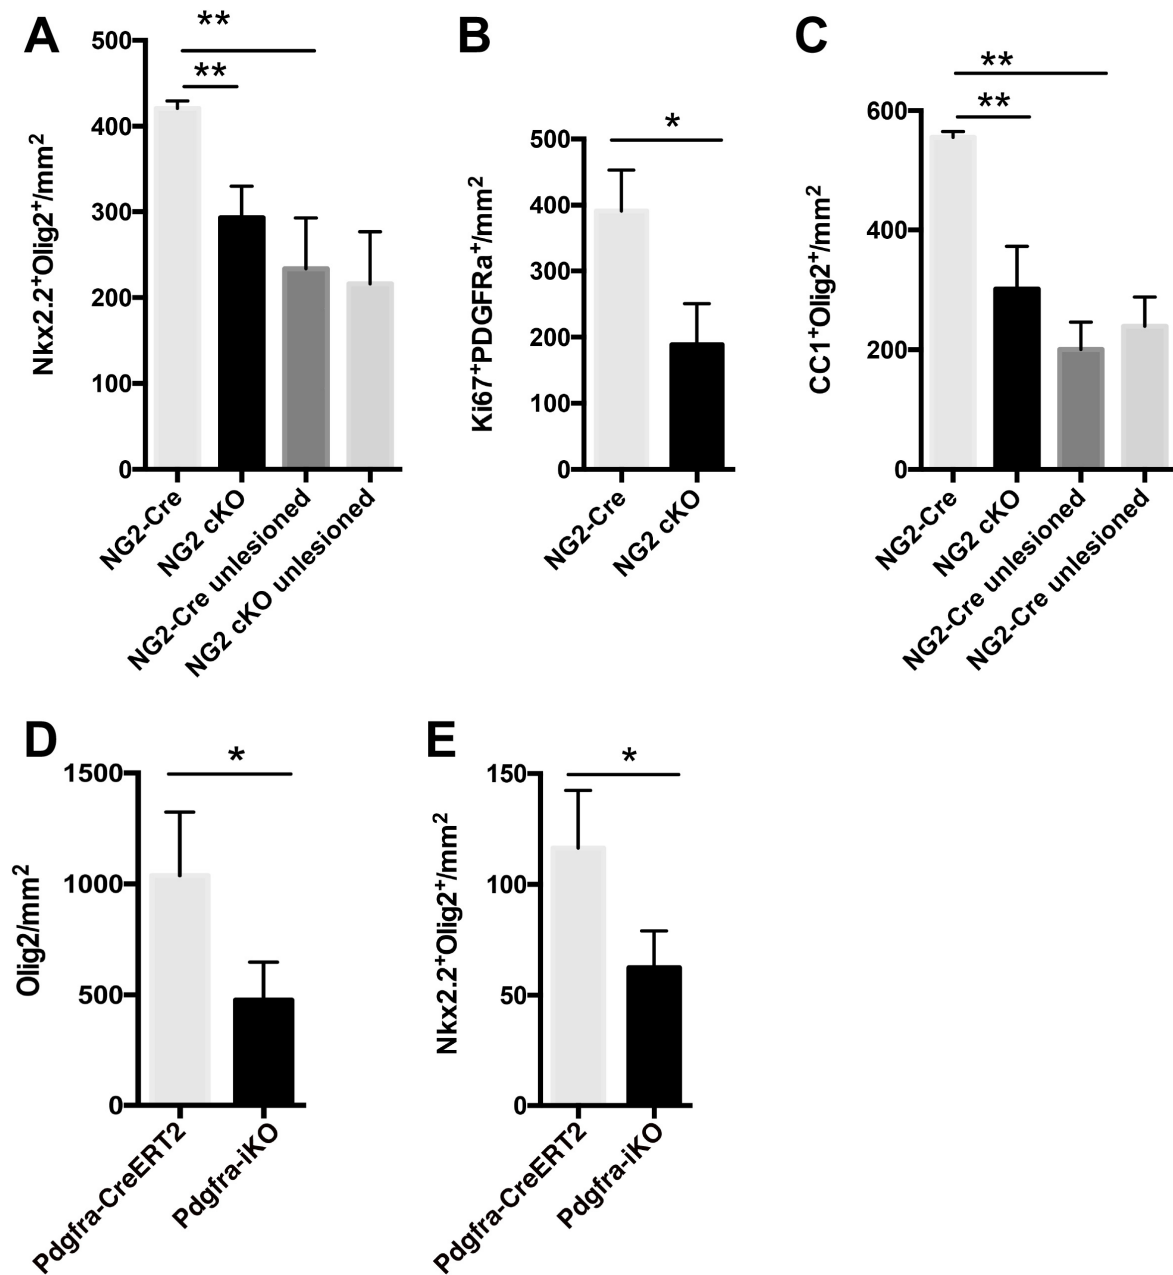 A
**
**
500
400
300
200
100
0
Nkx2.2⁺Olig2⁺/mm²
NG2-Cre
NG2 cKO
NG2-Cre unlesioned
NG2 cKO unlesioned
B
*
500
400
300
200
100
0
Ki67⁺PDGFRa⁺/mm²
NG2-Cre
NG2 cKO
C
**
**
600
400
200
0
CC1⁺Olig2⁺/mm²
NG2-Cre
NG2 cKO
NG2-Cre unlesioned
NG2-Cre unlesioned
D
*
1500
1000
500
0
Olig2/mm²
Pdgfra-CreERT2
Pdgfra-iKO
E
*
150
100
50
0
Nkx2.2⁺Olig2⁺/mm²
Pdgfra-CreERT2
Pdgfra-iKO